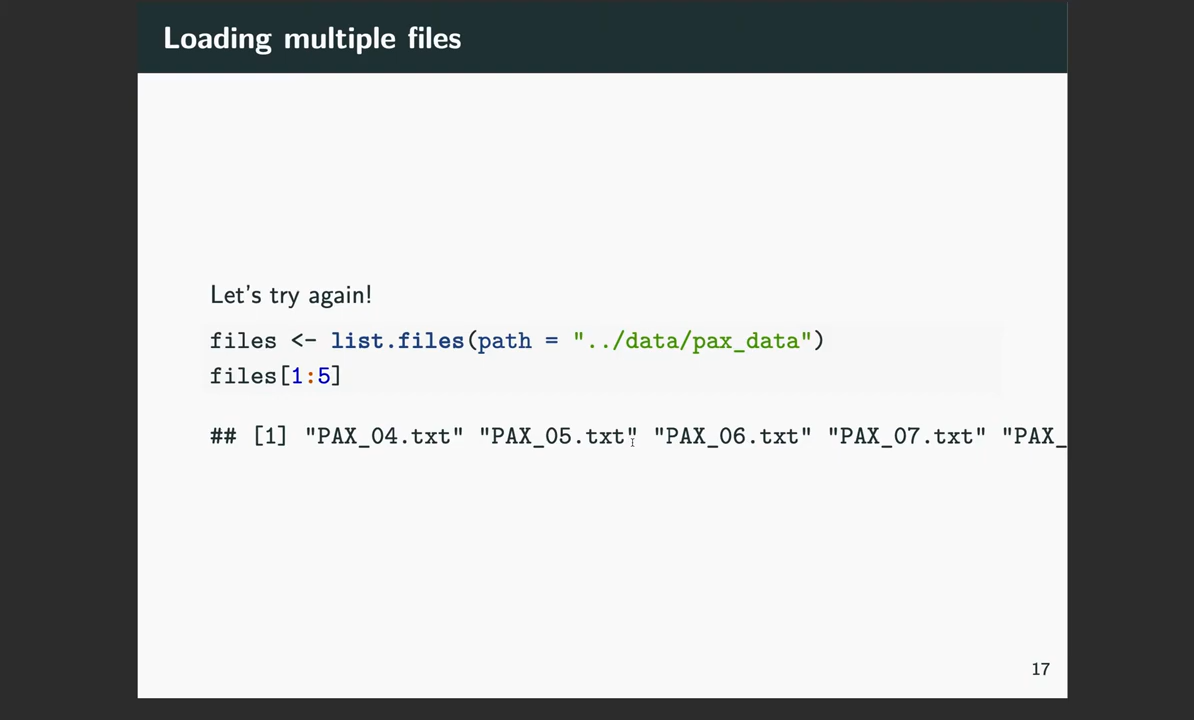 Loading multiple files
Let's try again!
files <- list.files(path = "../data/pax_data")
files[1:5]
## [1] "PAX_04.txt" "PAX_05.txt" "PAX_06.txt" "PAX_07.txt" "PAX_
17